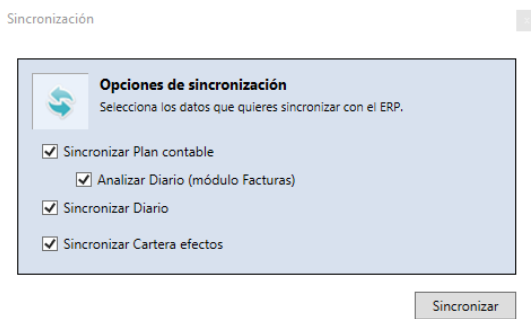 Sincronización
Opciones de sincronización
Selecciona los datos que quieres sincronizar con el ERP.
Sincronizar Plan contable
Analizar Diario (módulo Facturas)
Sincronizar Diario
Sincronizar Cartera efectos
Sincronizar